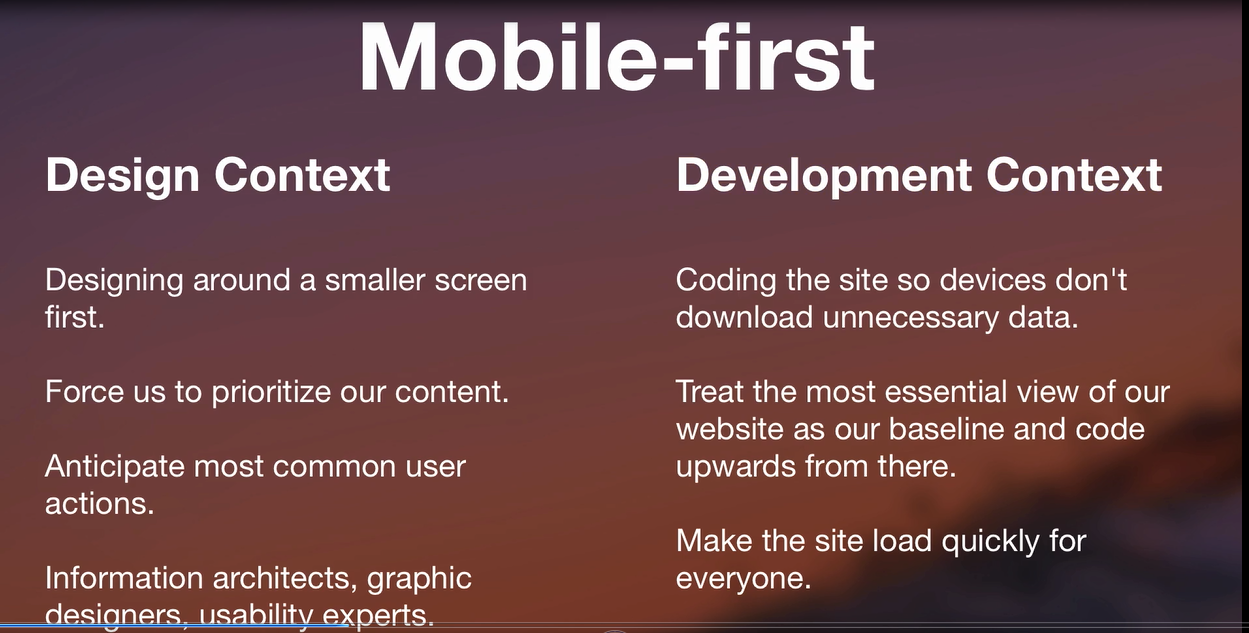 Mobile-first
Design Context
Designing around a smaller screen
first.
Force us to prioritize our content.
Anticipate most common user
actions.
Information architects, graphic
designers, usability experts.
Development Context
Coding the site so devices don't
download unnecessary data.
Treat the most essential view of our
website as our baseline and code
upwards from there.
Make the site load quickly for
everyone.